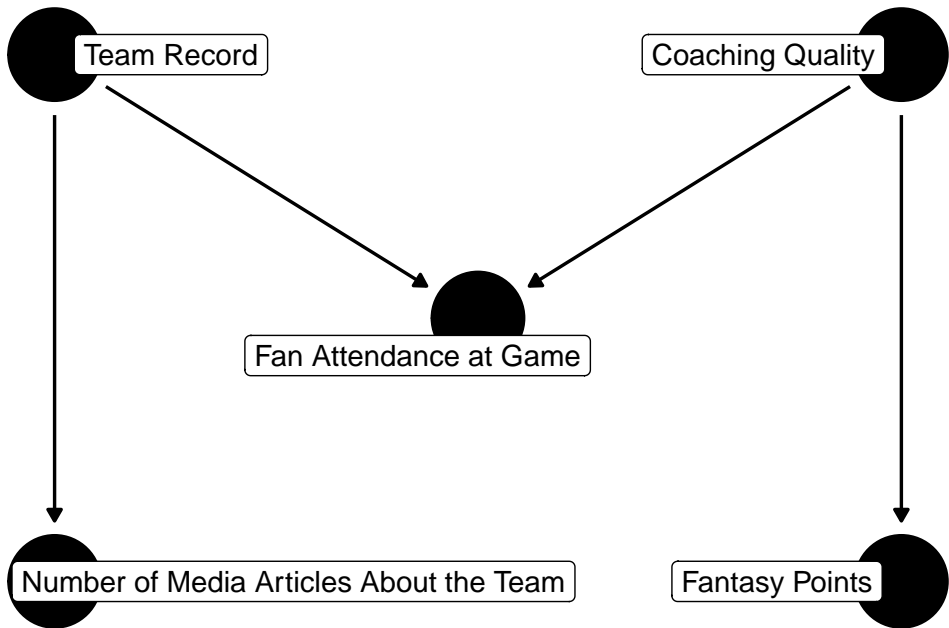 Team Record
Coaching Quality
Fan Attendance at Game
Number of Media Articles About the Team
Fantasy Points